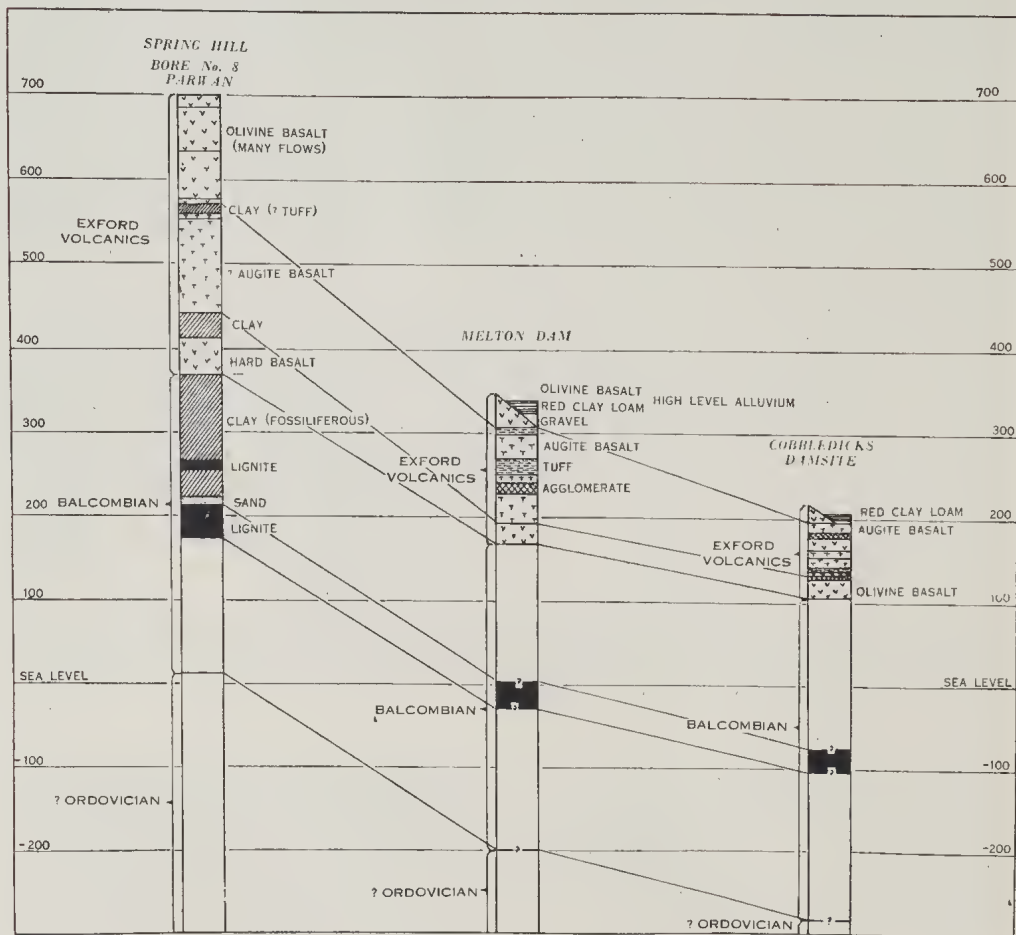 SPRING HILL
BORE No. 8
PARWAN
700
OLIVINE BASALT
(MANY FLOWS)
600
CLAY (? TUFF)
EXFORD
VOLCANICS
500
? AUGITE BASALT
CLAY
400
HARD BASALT
CLAY (FOSSILIFEROUS)
300
LIGNITE
BALCOMBIAN
SAND
200
LIGNITE
100
SEA LEVEL
-100
? ORDOVICIAN
-200
MELTON DAM
OLIVINE BASALT
RED CLAY LOAM
HIGH LEVEL ALLUVIUM
GRAVEL
AUGITE BASALT
EXFORD
VOLCANICS
TUFF
AGGLOMERATE
?
BALCOMBIAN
?
?
? ORDOVICIAN
COBBLEDICKS
DAMSITE
RED CLAY LOAM
AUGITE BASALT
EXFORD
VOLCANICS
OLIVINE BASALT
BALCOMBIAN
?
?
? ORDOVICIAN
?
700
600
500
400
300
200
100
SEA LEVEL
-100
-200